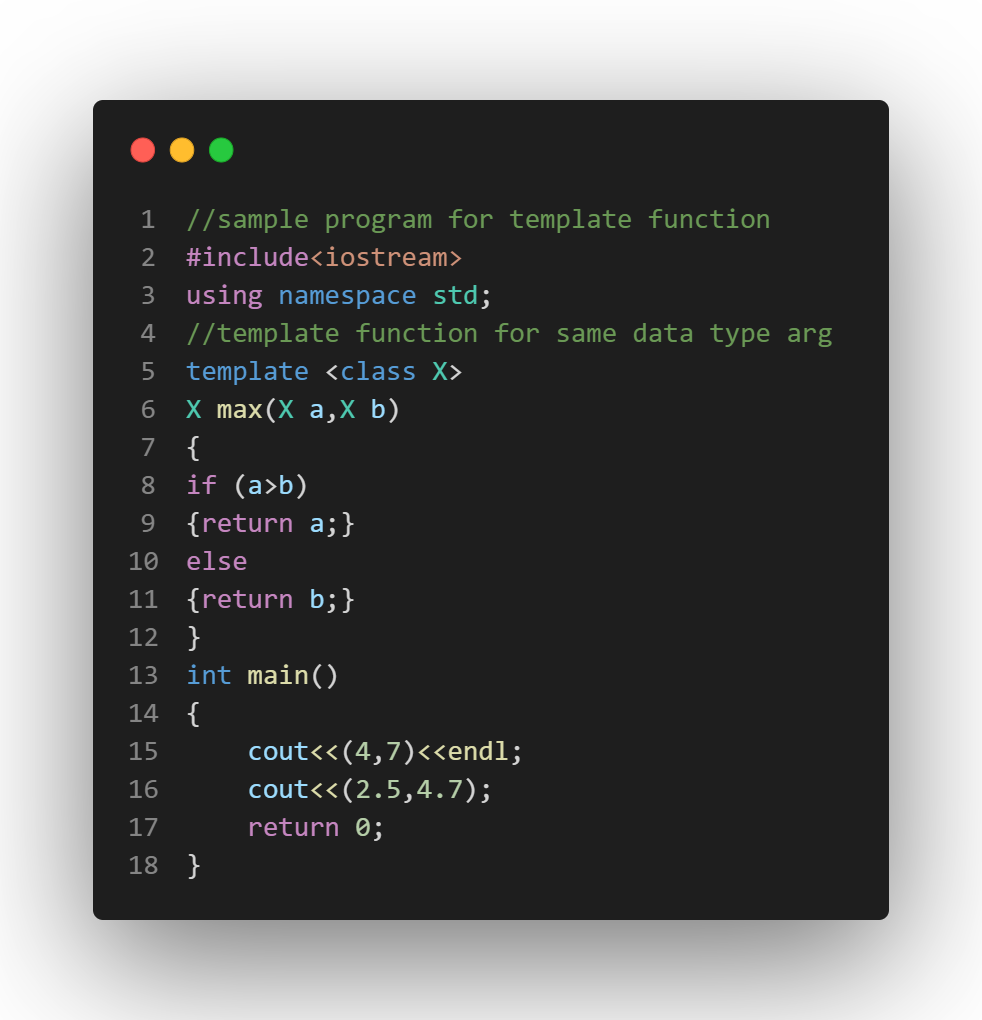 1 //sample program for template function
2 #include<iostream>
3 using namespace std;
4 //template function for same data type arg
5 template <class X>
6 X max(X a,X b)
7 {
8 if (a>b)
9 {return a;}
10 else
11 {return b;}
12 }
13 int main()
14 {
15     cout<<(4,7)<<endl;
16     cout<<(2.5,4.7);
17     return 0;
18 }